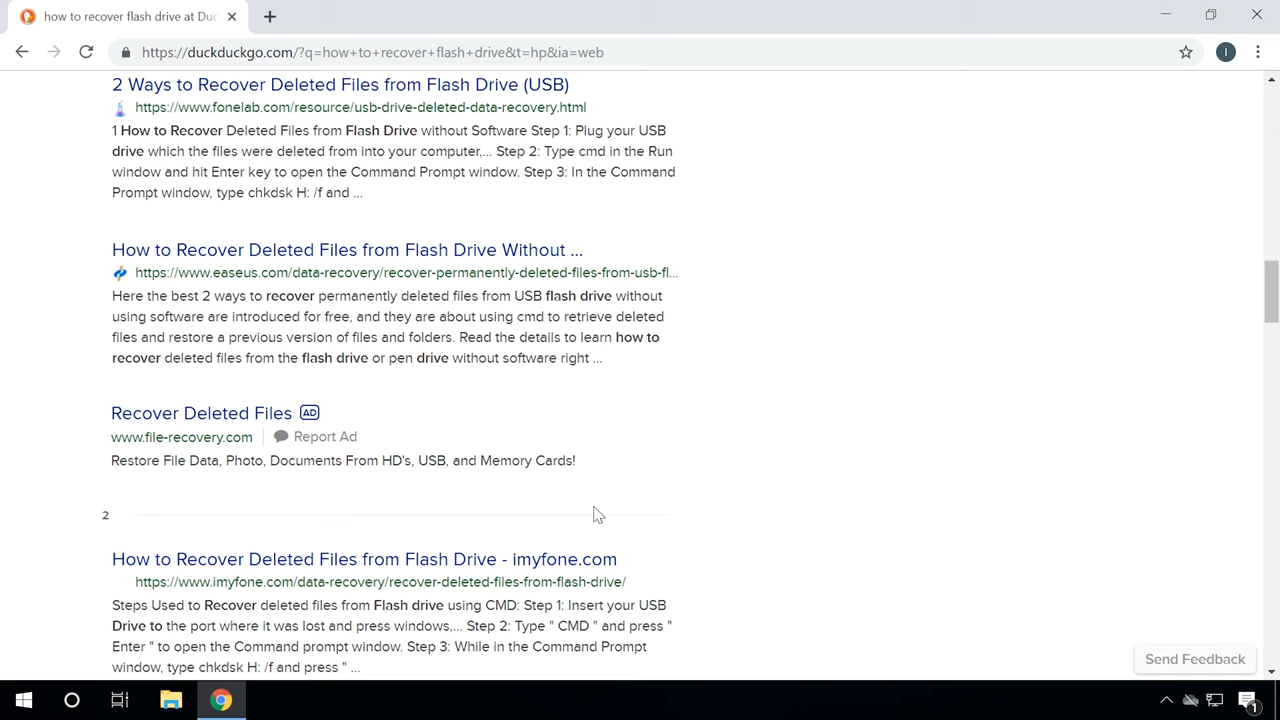 how to recover flash drive at Duc
https://duckduckgo.com/?q=how+to+recover+flash+drive&t=hp&ia=web
I
2 Ways to Recover Deleted Files from Flash Drive (USB)
https://www.fonelab.com/resource/usb-drive-deleted-data-recovery.html
1 How to Recover Deleted Files from Flash Drive without Software Step 1: Plug your USB
drive which the files were deleted from into your computer,... Step 2: Type cmd in the Run
window and hit Enter key to open the Command Prompt window. Step 3: In the Command
Prompt window, type chkdsk H: /f and ...
How to Recover Deleted Files from Flash Drive Without ...
https://www.easeus.com/data-recovery/recover-permanently-deleted-files-from-usb-fl...
Here the best 2 ways to recover permanently deleted files from USB flash drive without
using software are introduced for free, and they are about using cmd to retrieve deleted
files and restore a previous version of files and folders. Read the details to learn how to
recover deleted files from the flash drive or pen drive without software right ...
Recover Deleted Files AD
www.file-recovery.com Report Ad
Restore File Data, Photo, Documents From HD's, USB, and Memory Cards!
2
How to Recover Deleted Files from Flash Drive - imyfone.com
https://www.imyfone.com/data-recovery/recover-deleted-files-from-flash-drive/
Steps Used to Recover deleted files from Flash drive using CMD: Step 1: Insert your USB
Drive to the port where it was lost and press windows,... Step 2: Type " CMD " and press "
Enter " to open the Command prompt window. Step 3: While in the Command Prompt
window, type chkdsk H: /f and press " ...
Send Feedback
1